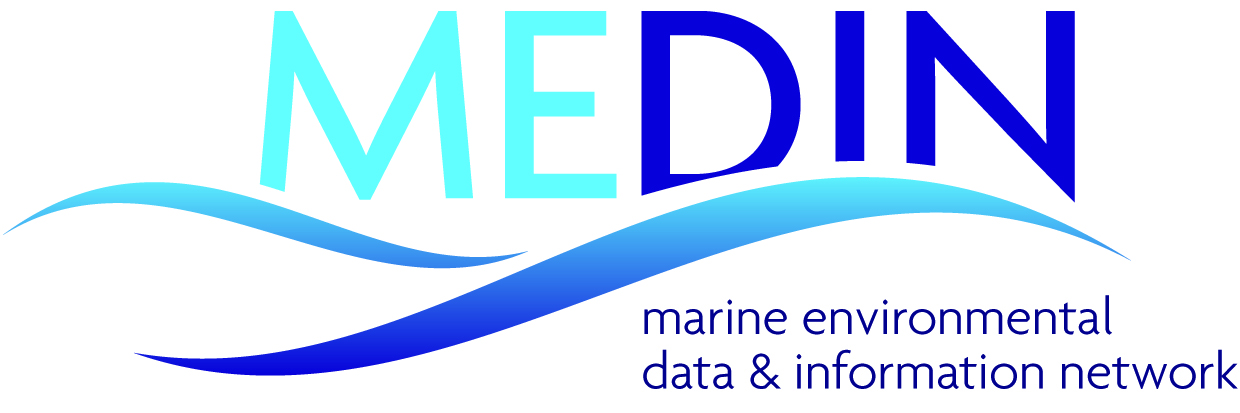 MEDIN
marine environmental
data & information network